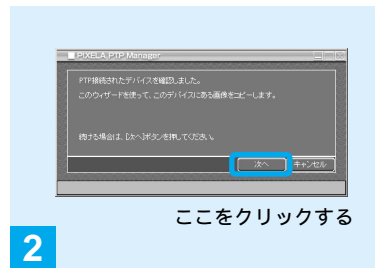 PIXELA PTP Manager
PTP接続されたデバイスを確認しました。
このウィザードを使って、このデバイスにある画像をコピーします。
続ける場合は、[次へ]ボタンを押してください。
次へ
キャンセル
ここをクリックする
2